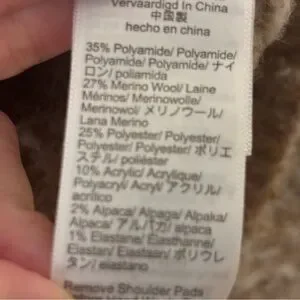 Vervaardigd In China
中国製
hecho en china
35% Polyamide/ Polyamide/
Polyamide/ Polyamide/ ナイ
ロン/ poliamida
27% Merino Wool/ Laine
Mérinos/ Merinowolle/
Merinowol/ メリノウール/
Lana Merino
25% Polyester/ Polyester/
Polyester/ Polyester/ ポリエ
ステル/ poliéster
10% Acrylic/ Acrylique/
Polyacryl/ Acryl/ アクリル/
acrílico
2% Alpaca/ Alpaga/ Alpaka/
Alpaca/ アルパカ/ alpaca
1% Elastane/ Élasthanne/
Elastan/ Elastaan/ ポリウレ
タン/ elastano
Remove Shoulder Pads